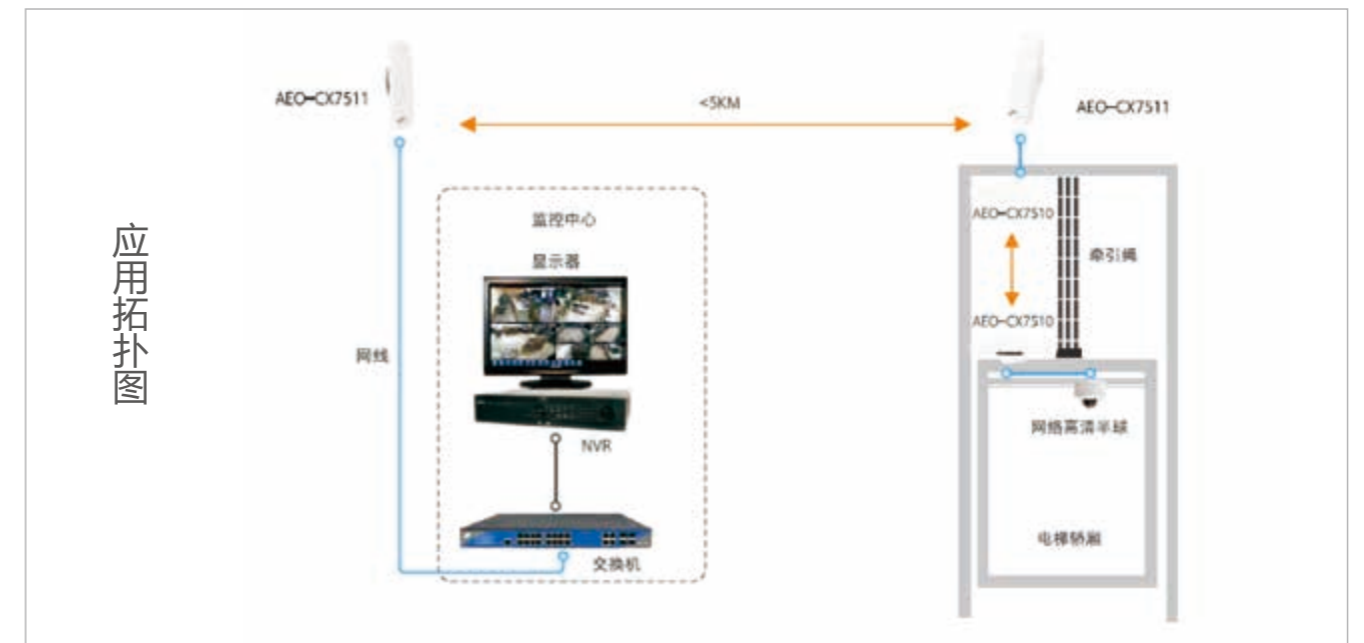 应用拓扑图
AEO-CX7511
<5KM
AEO-CX7511
监控中心
显示器
网线
NVR
交换机
AEO-CX7510
牵引绳
AEO-CX7510
网络高清半球
电梯轿厢